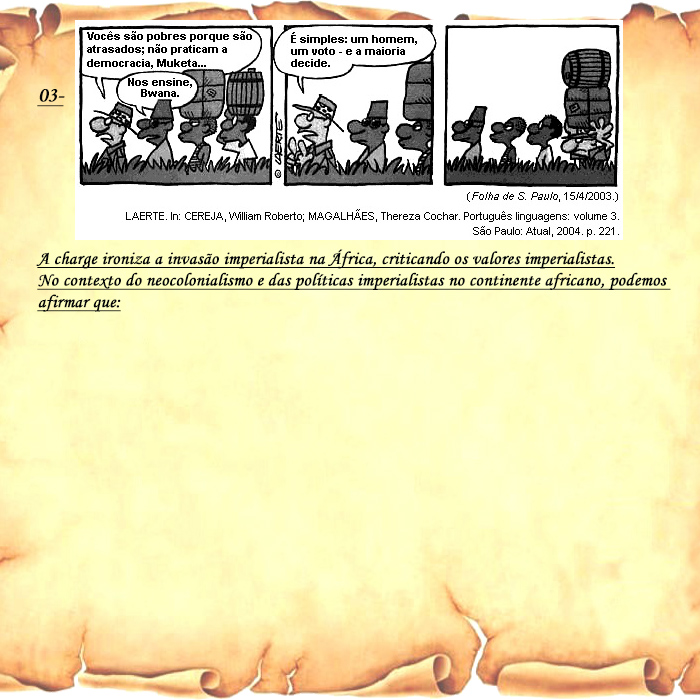 Vocês são pobres porque são
atrasados; não praticam a
democracia, Muketa...
Nos ensine,
Bwana.
É simples: um homem,
um voto - e a maioria
decide.
© LAERTE
03-
(Folha de S. Paulo, 15/4/2003.)
LAERTE. In: CEREJA, William Roberto; MAGALHÃES, Thereza Cochar. Português linguagens: volume 3.
São Paulo: Atual, 2004. p. 221.
A charge ironiza a invasão imperialista na África, criticando os valores imperialistas.
No contexto do neocolonialismo e das políticas imperialistas no continente africano, podemos
afirmar que: